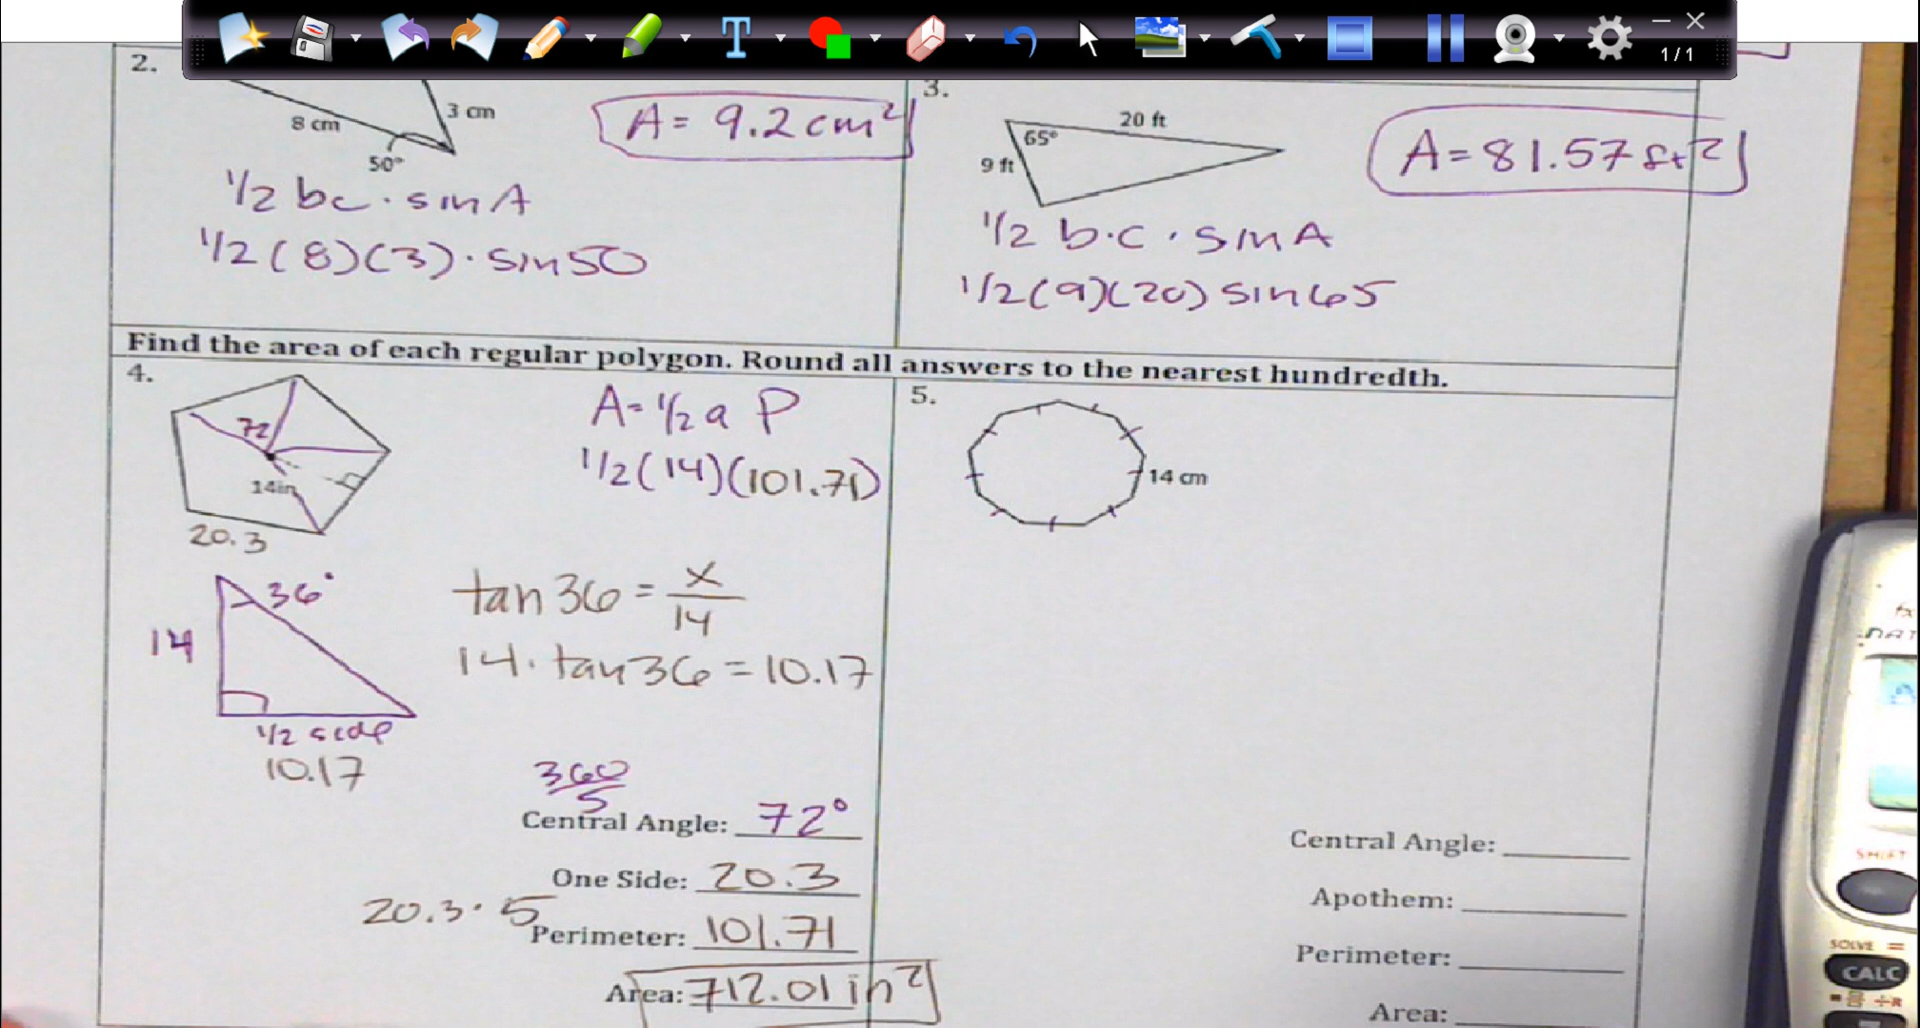 1/1
2.
8 cm
3 cm
50°
A = 9.2 cm²
1/2 bc · sin A
1/2 (8)(3) · sin 50
3.
20 ft
65°
9 ft
A = 81.57 ft²
1/2 b·c · sin A
1/2 (9)(20) sin 65
Find the area of each regular polygon. Round all answers to the nearest hundredth.
4.
72
14in
20.3
A = 1/2 a P
1/2 (14)(101.71)
36°
14
1/2 side
10.17
tan 36 = x/14
14 · tan 36 = 10.17
360/5
Central Angle: 72°
One Side: 20.3
20.3 · 5
Perimeter: 101.71
Area: 712.01 in²
5.
14 cm
Central Angle:
Apothem:
Perimeter:
Area:
SHIFT
SOLVE =
CALC